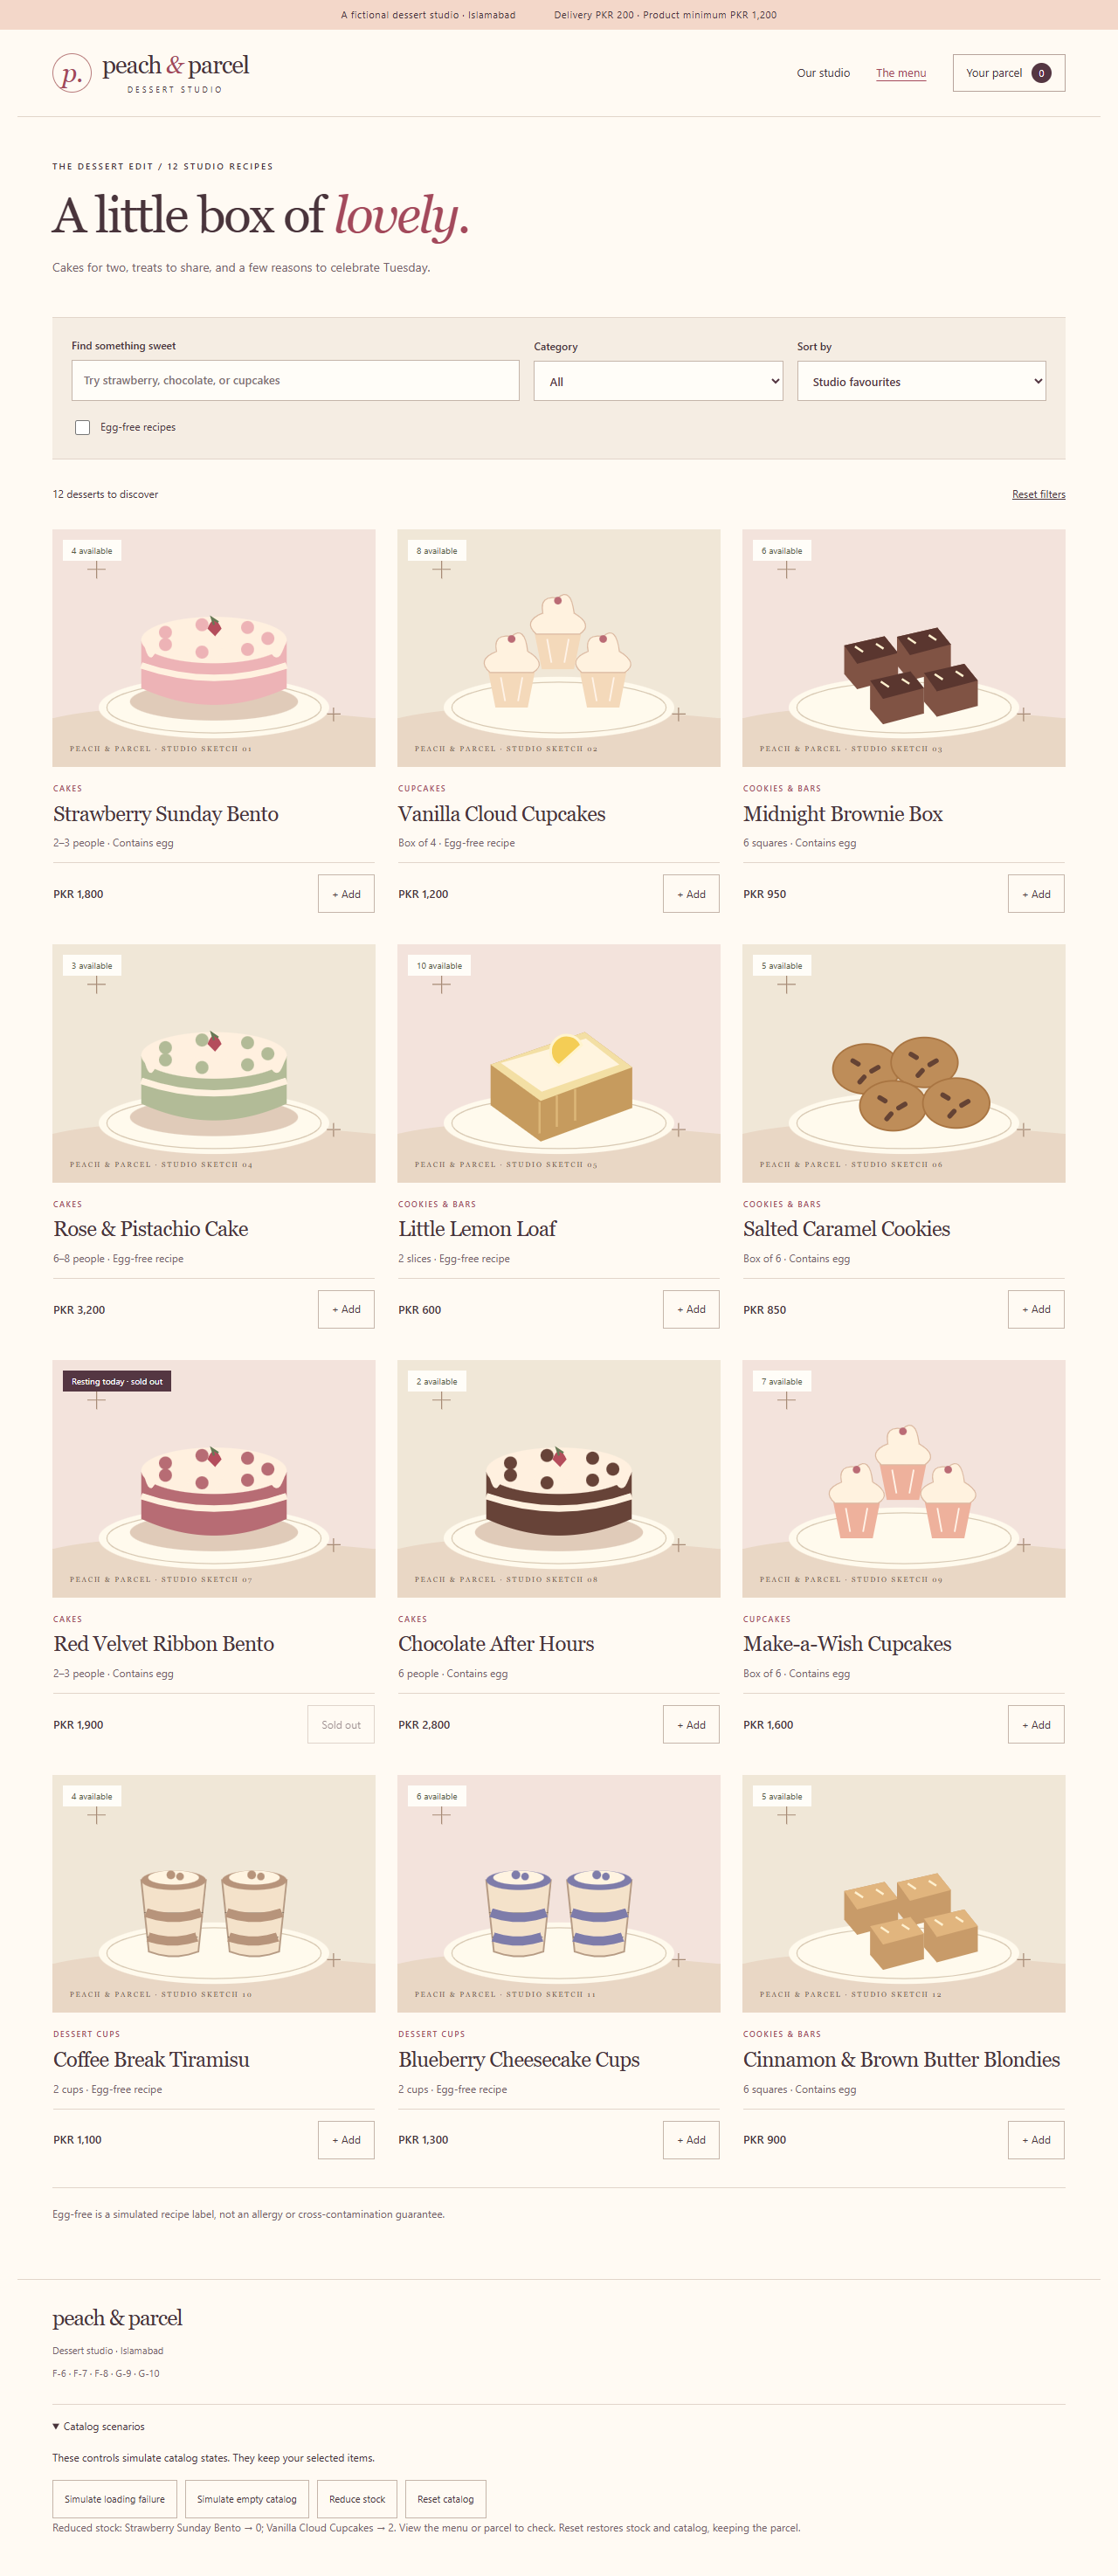 A fictional dessert studio · Islamabad
Delivery PKR 200 · Product minimum PKR 1,200
p.
peach & parcel
DESSERT STUDIO
Our studio
The menu
Your parcel 0
THE DESSERT EDIT / 12 STUDIO RECIPES
A little box of lovely.
Cakes for two, treats to share, and a few reasons to celebrate Tuesday.
Find something sweet
Category
Sort by
Try strawberry, chocolate, or cupcakes
All
Studio favourites
Egg-free recipes
12 desserts to discover
Reset filters
4 available
PEACH & PARCEL · STUDIO SKETCH 01
CAKES
Strawberry Sunday Bento
2–3 people · Contains egg
PKR 1,800
+ Add
8 available
PEACH & PARCEL · STUDIO SKETCH 02
CUPCAKES
Vanilla Cloud Cupcakes
Box of 4 · Egg-free recipe
PKR 1,200
+ Add
6 available
PEACH & PARCEL · STUDIO SKETCH 03
COOKIES & BARS
Midnight Brownie Box
6 squares · Contains egg
PKR 950
+ Add
3 available
PEACH & PARCEL · STUDIO SKETCH 04
CAKES
Rose & Pistachio Cake
6–8 people · Egg-free recipe
PKR 3,200
+ Add
10 available
PEACH & PARCEL · STUDIO SKETCH 05
COOKIES & BARS
Little Lemon Loaf
2 slices · Egg-free recipe
PKR 600
+ Add
5 available
PEACH & PARCEL · STUDIO SKETCH 06
COOKIES & BARS
Salted Caramel Cookies
Box of 6 · Contains egg
PKR 850
+ Add
Resting today · sold out
PEACH & PARCEL · STUDIO SKETCH 07
CAKES
Red Velvet Ribbon Bento
2–3 people · Contains egg
PKR 1,900
Sold out
2 available
PEACH & PARCEL · STUDIO SKETCH 08
CAKES
Chocolate After Hours
6 people · Contains egg
PKR 2,800
+ Add
7 available
PEACH & PARCEL · STUDIO SKETCH 09
CUPCAKES
Make-a-Wish Cupcakes
Box of 6 · Contains egg
PKR 1,600
+ Add
4 available
PEACH & PARCEL · STUDIO SKETCH 10
DESSERT CUPS
Coffee Break Tiramisu
2 cups · Egg-free recipe
PKR 1,100
+ Add
6 available
PEACH & PARCEL · STUDIO SKETCH 11
DESSERT CUPS
Blueberry Cheesecake Cups
2 cups · Egg-free recipe
PKR 1,300
+ Add
5 available
PEACH & PARCEL · STUDIO SKETCH 12
COOKIES & BARS
Cinnamon & Brown Butter Blondies
6 squares · Contains egg
PKR 900
+ Add
Egg-free is a simulated recipe label, not an allergy or cross-contamination guarantee.
peach & parcel
Dessert studio · Islamabad
F-6 · F-7 · F-8 · G-9 · G-10
▼ Catalog scenarios
These controls simulate catalog states. They keep your selected items.
Simulate loading failure
Simulate empty catalog
Reduce stock
Reset catalog
Reduced stock: Strawberry Sunday Bento → 0; Vanilla Cloud Cupcakes → 2. View the menu or parcel to check. Reset restores stock and catalog, keeping the parcel.